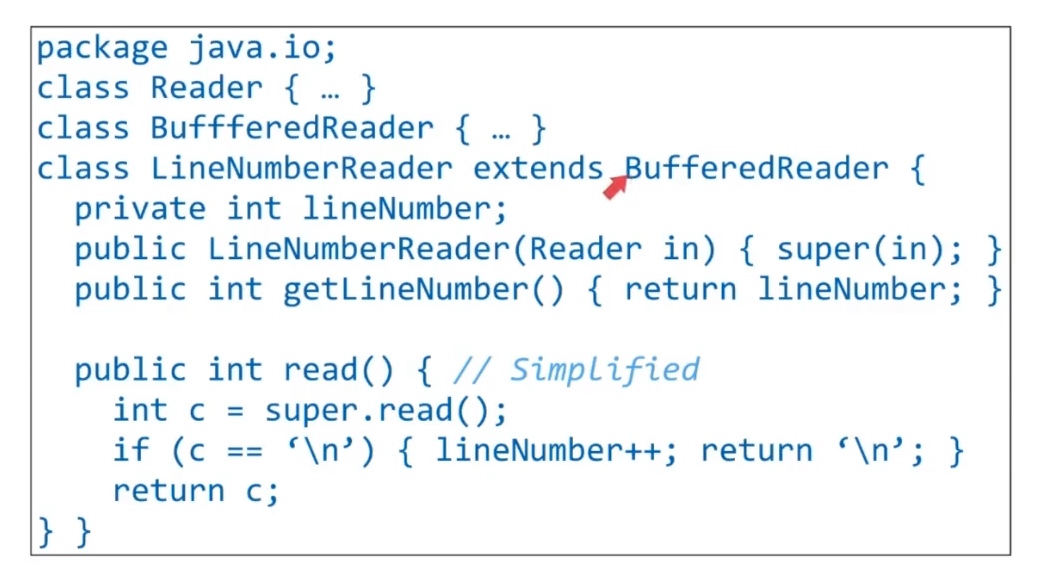 package java.io;
class Reader { … }
class BuffferedReader { … }
class LineNumberReader extends BufferedReader {
private int lineNumber;
public LineNumberReader(Reader in) { super(in); }
public int getLineNumber() { return lineNumber; }
public int read() { // Simplified
int c = super.read();
if (c == ‘\n’) { lineNumber++; return ‘\n’; }
return c;
} }